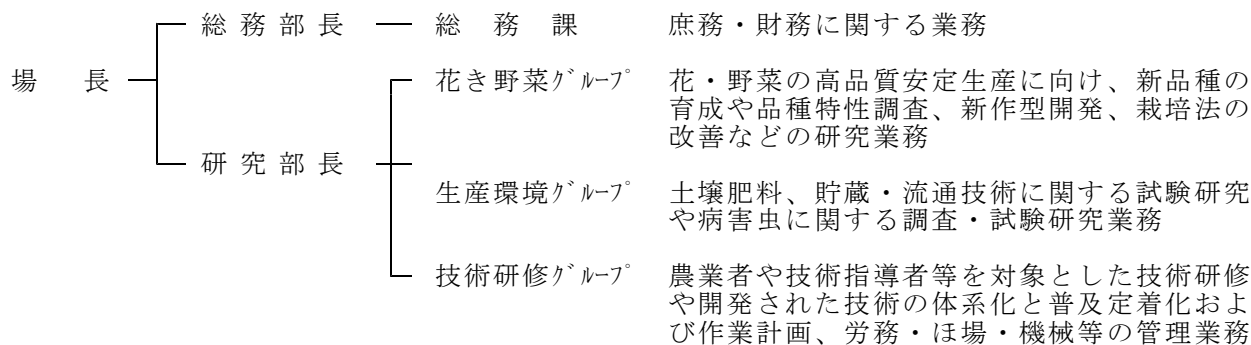 総務部長 総務課 庶務・財務に関する業務
場長 花き野菜ｸﾞﾙｰﾌﾟ 花・野菜の高品質安定生産に向け、新品種の
育成や品種特性調査、新作型開発、栽培法の
改善などの研究業務
研究部長
生産環境ｸﾞﾙｰﾌﾟ 土壌肥料、貯蔵・流通技術に関する試験研究
や病害虫に関する調査・試験研究業務
技術研修ｸﾞﾙｰﾌﾟ 農業者や技術指導者等を対象とした技術研修
や開発された技術の体系化と普及定着化およ
び作業計画、労務・ほ場・機械等の管理業務